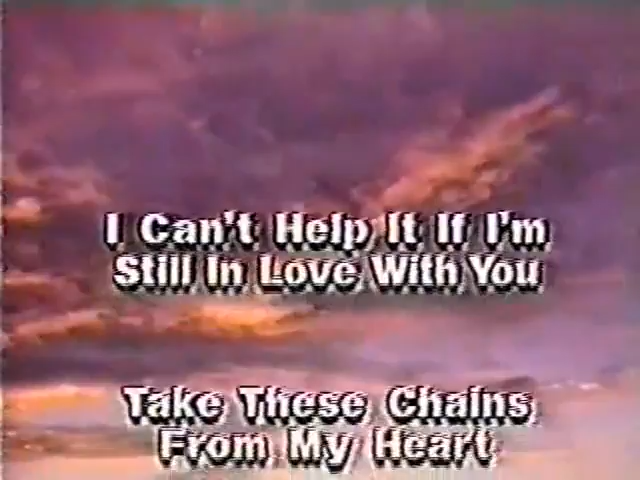 I Can't Help It If I'm
Still In Love With You
Take These Chains
From My Heart